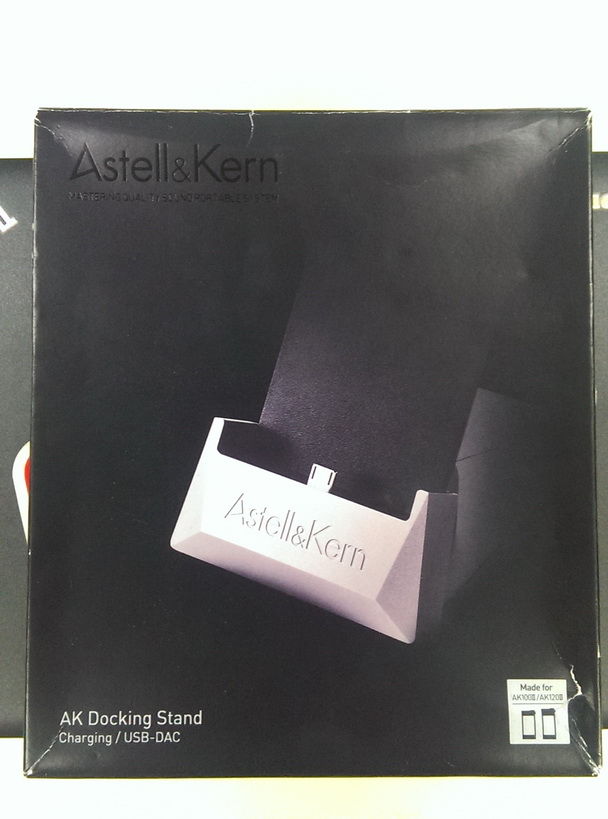 Astell&Kern
MASTERING QUALITY SOUND PORTABLE SYSTEM
Astell&Kern
AK Docking Stand
Charging / USB-DAC
Made for
AK100Ⅱ/AK120Ⅱ